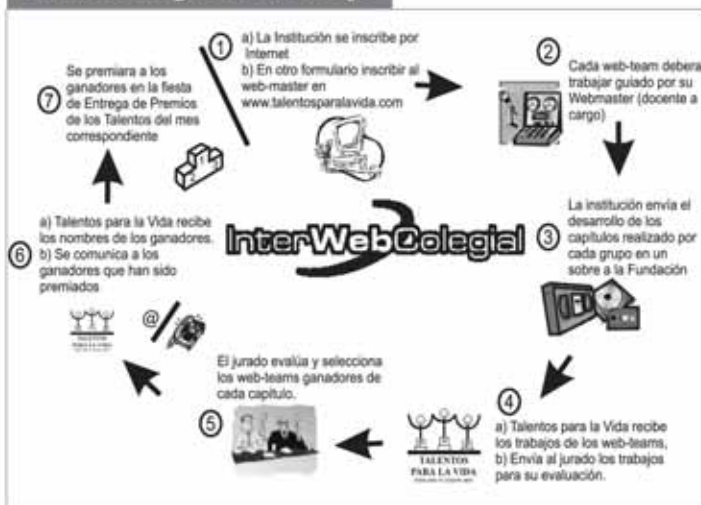 1
a) La Institución se inscribe por
Internet
b) En otro formulario inscribir al
web-master en
www.talentosparalavida.com
2
Cada web-team debera
trabajar guiado por su
Webmaster (docente a
cargo)
InterWebColegial
3
La institución envía el
desarrollo de los
capítulos realizado por
cada grupo en un
sobre a la Fundación
4
a) Talentos para la Vida recibe
los trabajos de los web-teams,
b) Envía al jurado los trabajos
para su evaluación.
TALENTOS
PARA LA VIDA
5
El jurado evalúa y selecciona
los web-teams ganadores de
cada capítulo.
6
a) Talentos para la Vida recibe
los nombres de los ganadores.
b) Se comunica a los
ganadores que han sido
premiados
@
TALENTOS
PARA LA VIDA
7
Se premiara a los
ganadores en la fiesta
de Entrega de Premios
de los Talentos del mes
correspondiente